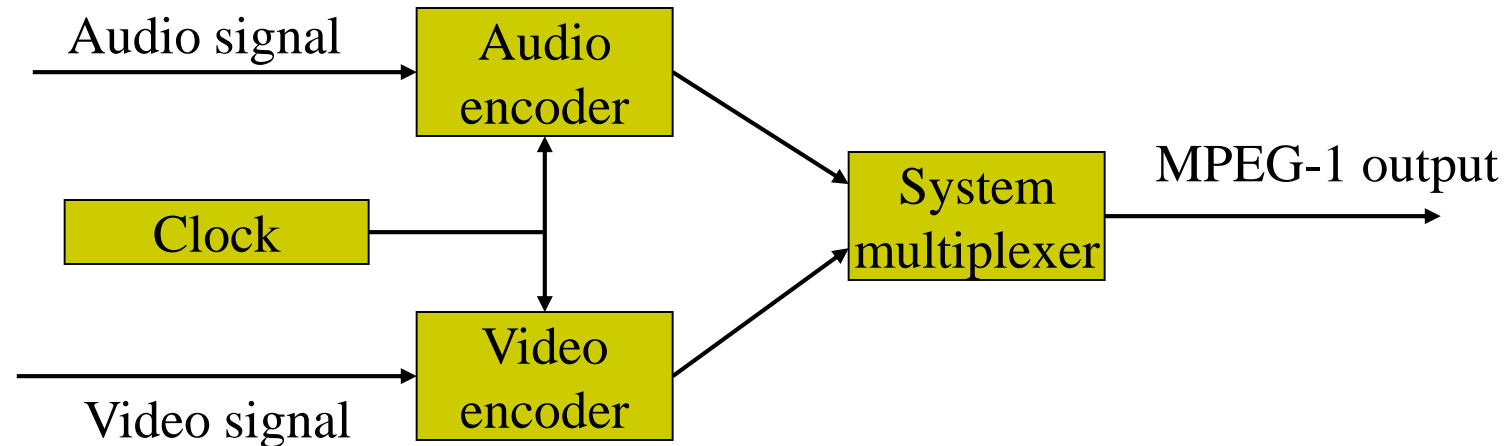 Audio signal
Audio
encoder
Clock
System
multiplexer
MPEG-1 output
Video
encoder
Video signal